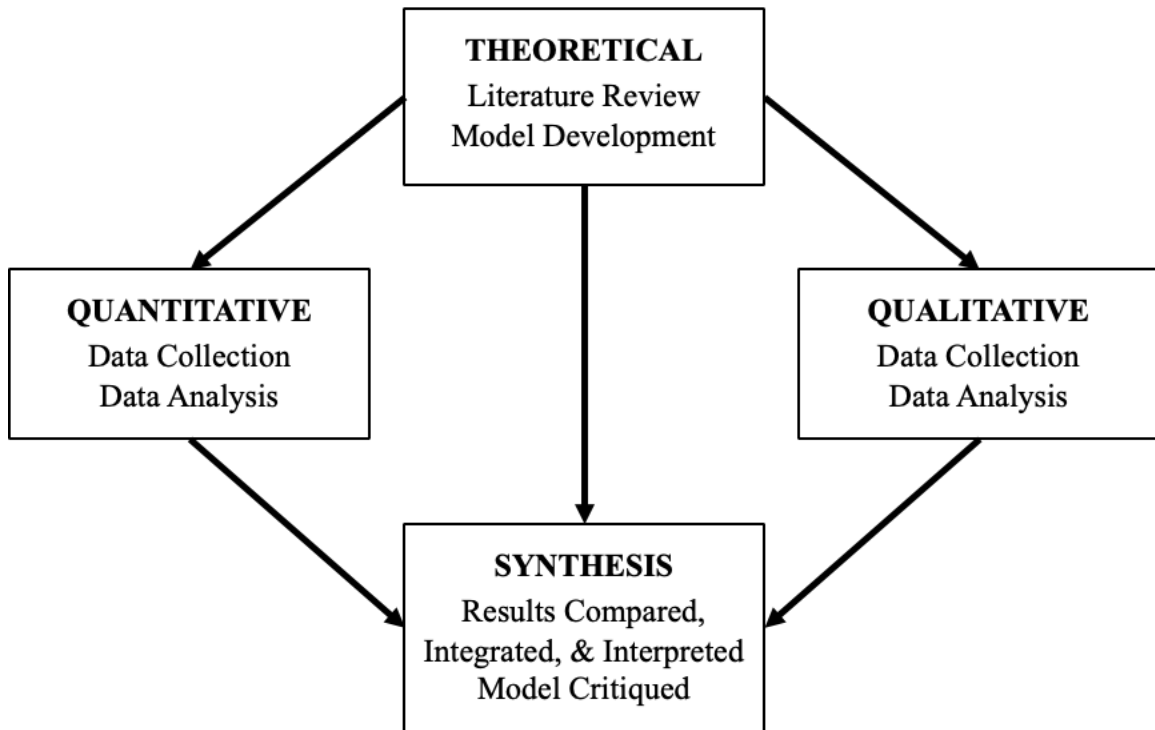 THEORETICAL
Literature Review
Model Development
QUANTITATIVE
Data Collection
Data Analysis
QUALITATIVE
Data Collection
Data Analysis
SYNTHESIS
Results Compared,
Integrated, & Interpreted
Model Critiqued